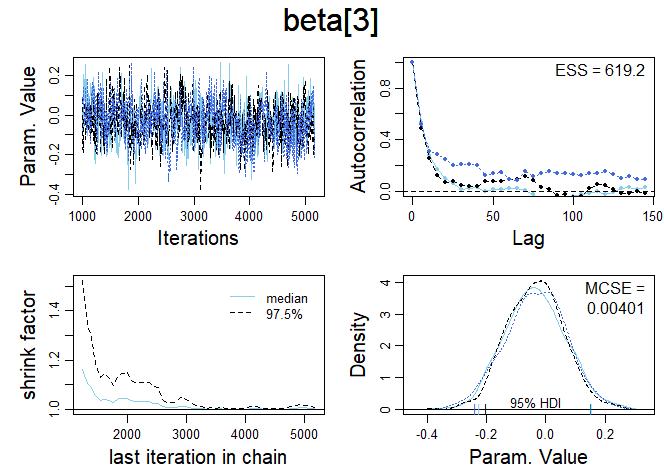 beta[3]
Param. Value
0.2
0.0
-0.2
-0.4
1000 2000 3000 4000 5000
Iterations
Autocorrelation
0.8
0.4
0.0
ESS = 619.2
0 50 100 150
Lag
shrink factor
1.4
1.2
1.0
median
97.5%
2000 3000 4000 5000
last iteration in chain
Density
4
3
2
1
0
MCSE =
0.00401
95% HDI
-0.4 -0.2 0.0 0.2
Param. Value